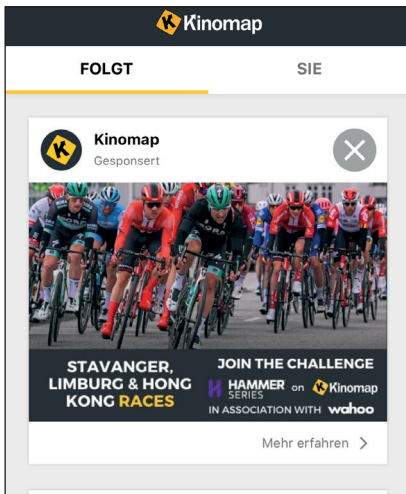 Kinomap
FOLGT
SIE
Kinomap
Gesponsert
STAVANGER,
LIMBURG & HONG
KONG RACES
JOIN THE CHALLENGE
HAMMER SERIES on Kinomap
IN ASSOCIATION WITH wahoo
Mehr erfahren